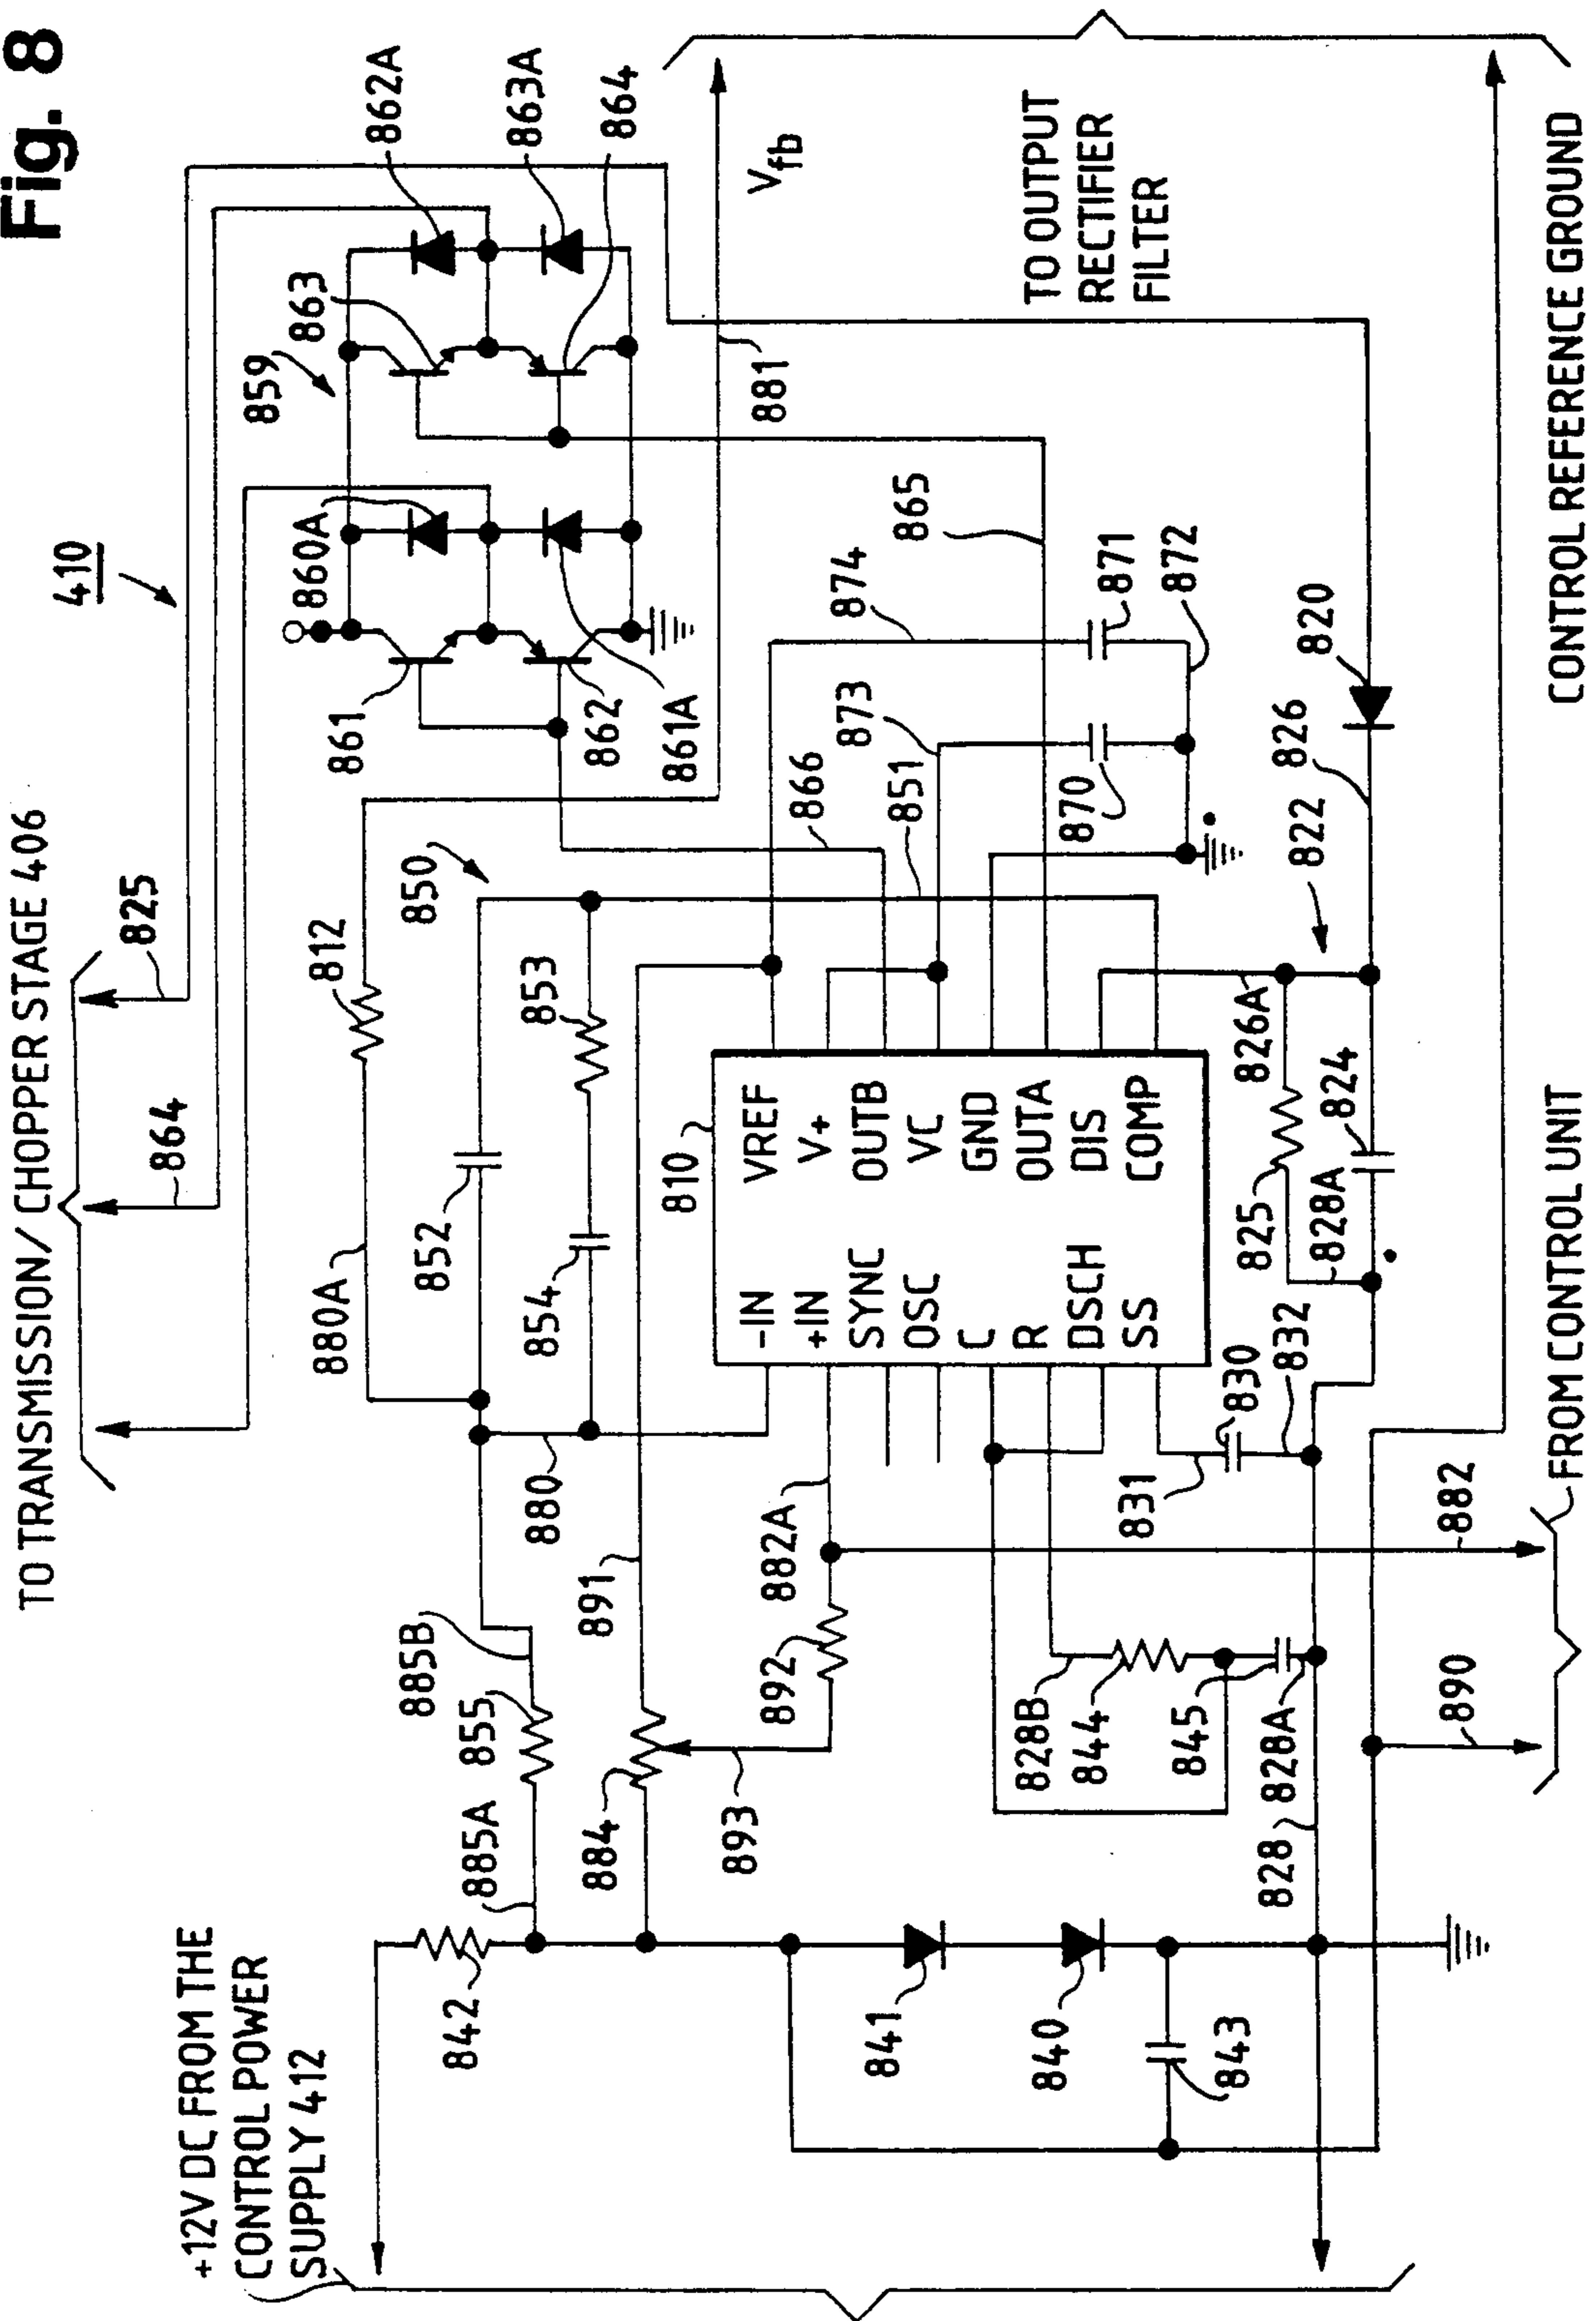 Fig. 8
410
TO TRANSMISSION/ CHOPPER STAGE 406
825
864
859
863
862A
863A
864
860A
861
862
861A
+12V DC FROM THE
CONTROL POWER
SUPPLY 412
842
885A
855
885B
880A
812
850
852
853
854
880
881
Vfb
TO OUTPUT
RECTIFIER
FILTER
884
891
893
892
882A
810
-IN
+IN
SYNC
OSC
C
R
DSCH
SS
VREF
V+
OUTB
VC
GND
OUTA
DIS
COMP
866
851
873
874
865
870
871
872
841
840
843
828B
844
845
828A
828
831
830
832
825
828A
826A
824
822
826
820
890
882
FROM CONTROL UNIT
CONTROL REFERENCE GROUND